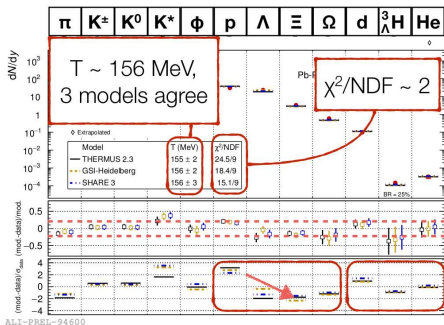 π K± K⁰ K* φ p Λ Ξ Ω d ³ΛH He
dN/dy
10³
10²
10
1
10⁻¹
10⁻²
10⁻³
10⁻⁴
T ~ 156 MeV,
3 models agree
χ²/NDF ~ 2
Pb-P
◊ Extrapolated
Model T (MeV) χ²/NDF
THERMUS 2.3 155 ± 2 24.5/9
GSI-Heidelberg 156 ± 2 18.4/9
SHARE 3 156 ± 3 15.1/9
BR = 25%
(mod.-data)/mod.
0.5
0.0
-0.5
(mod.-data)/σdata
4
2
0
−2
−4
ALI-PREL-94600